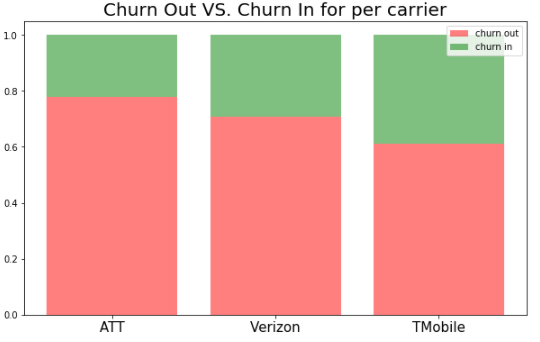 Churn Out VS. Churn In for per carrier
churn out
churn in
1.0
0.8
0.6
0.4
0.2
0.0
ATT
Verizon
TMobile